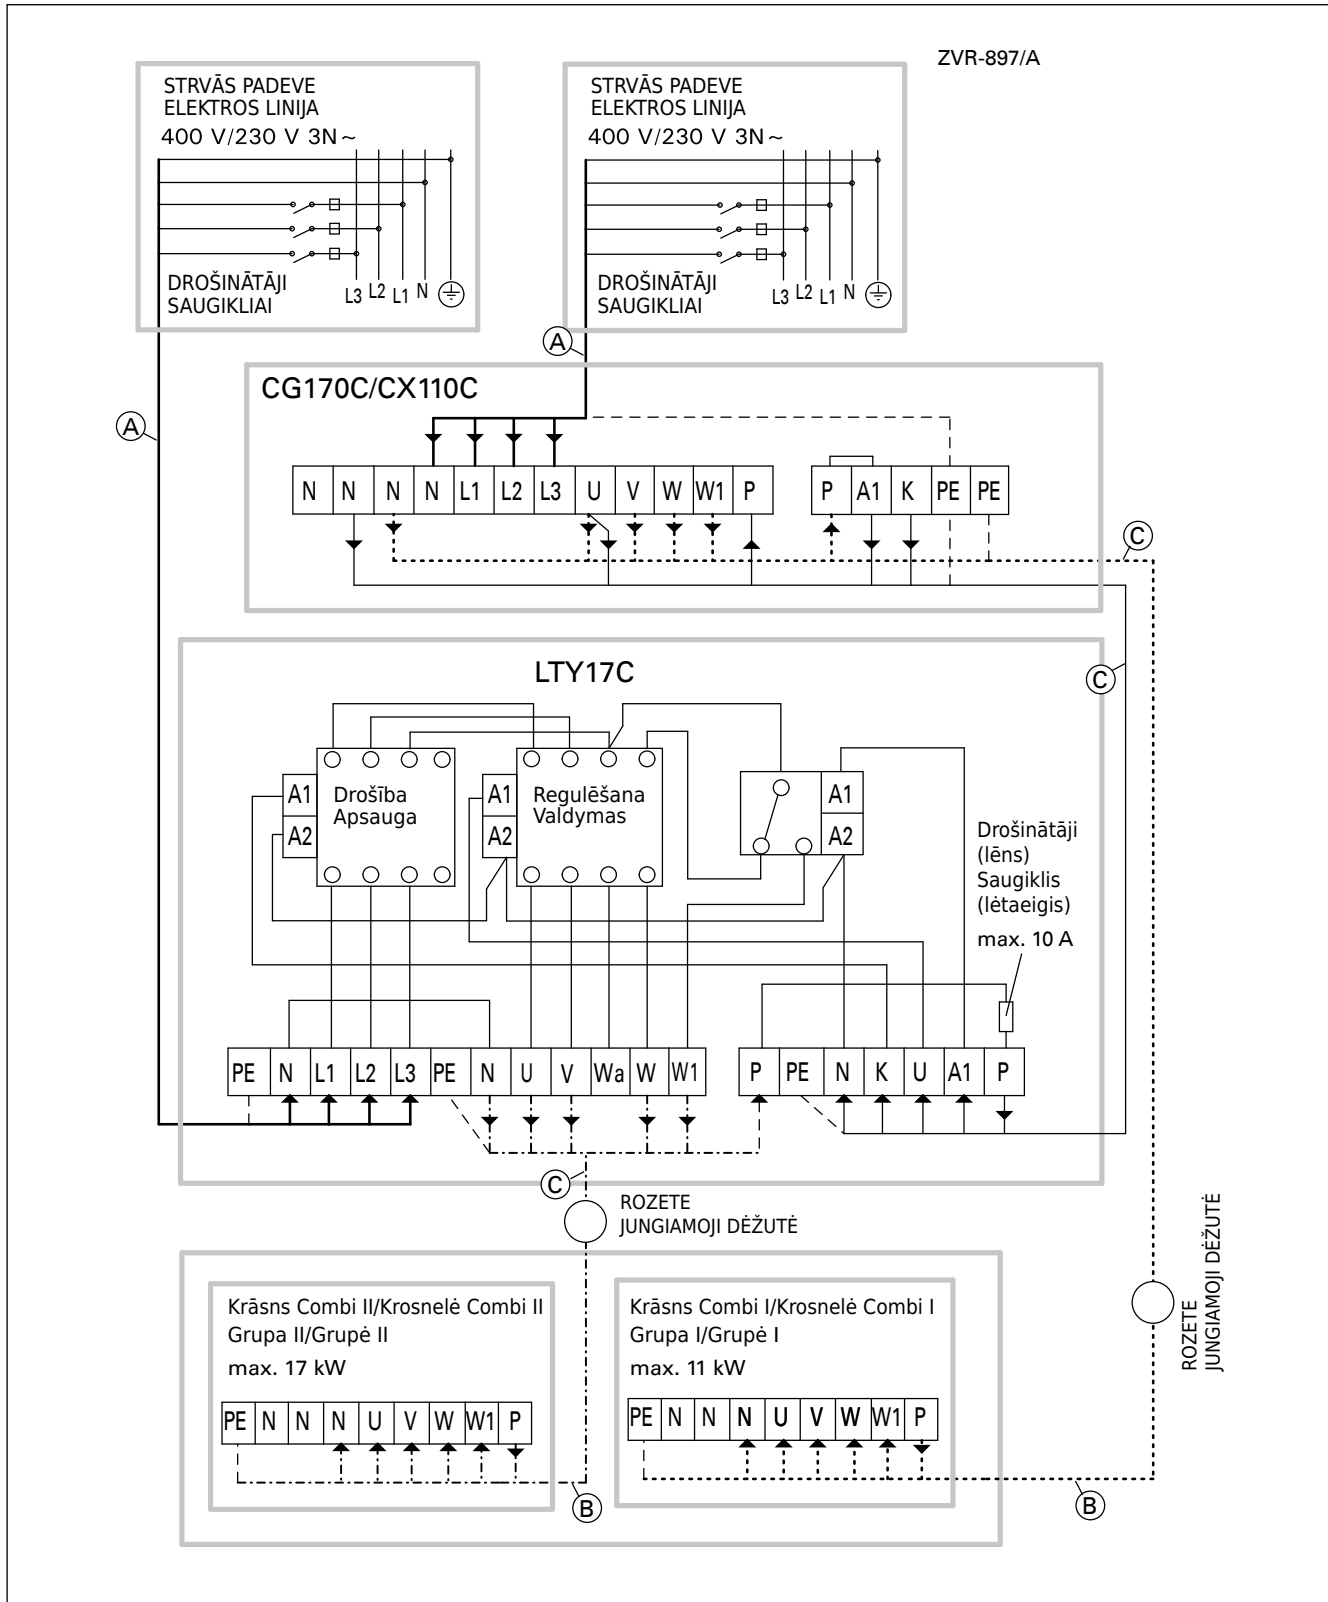 ZVR-897/A
STRVĀS PADEVE
ELEKTROS LINIJA
400 V/230 V 3N~
DROŠINĀTĀJI
SAUGIKLIAI
L3 L2 L1 N
STRVĀS PADEVE
ELEKTROS LINIJA
400 V/230 V 3N~
DROŠINĀTĀJI
SAUGIKLIAI
L3 L2 L1 N
A
A
CG170C/CX110C
N N N N L1 L2 L3 U V W W1 P
P A1 K PE PE
C
LTY17C
C
A1
A2
Drošība
Apsauga
A1
A2
Regulēšana
Valdymas
A1
A2
Drošinātāji
(lēns)
Saugiklis
(lėtaeigis)
max. 10 A
PE N L1 L2 L3 PE N U V Wa W W1
P PE N K U A1 P
C
ROZETE
JUNGIAMOJI DĖŽUTĖ
ROZETE
JUNGIAMOJI DĖŽUTĖ
Krāsns Combi II/Krosnelė Combi II
Grupa II/Grupė II
max. 17 kW
PE N N N U V W W1 P
B
Krāsns Combi I/Krosnelė Combi I
Grupa I/Grupė I
max. 11 kW
PE N N N U V W W1 P
B